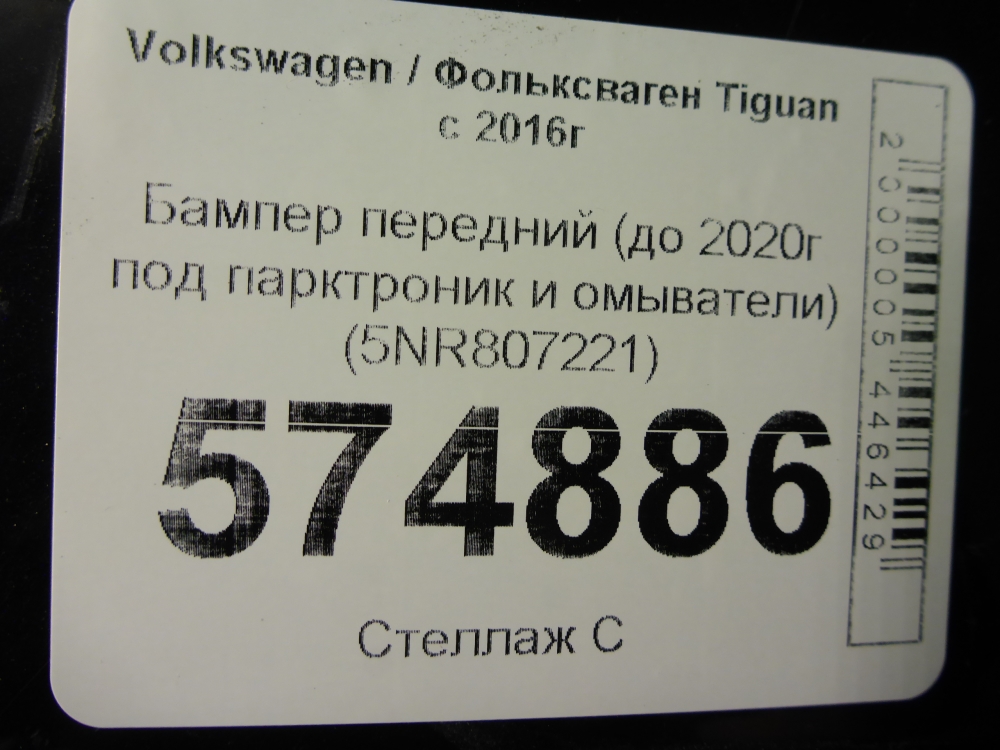 Volkswagen / Фольксваген Tiguan
с 2016г
Бампер передний (до 2020г
под парктроник и омыватели)
(5NR807221)
574886
Стеллаж С
2000005446429